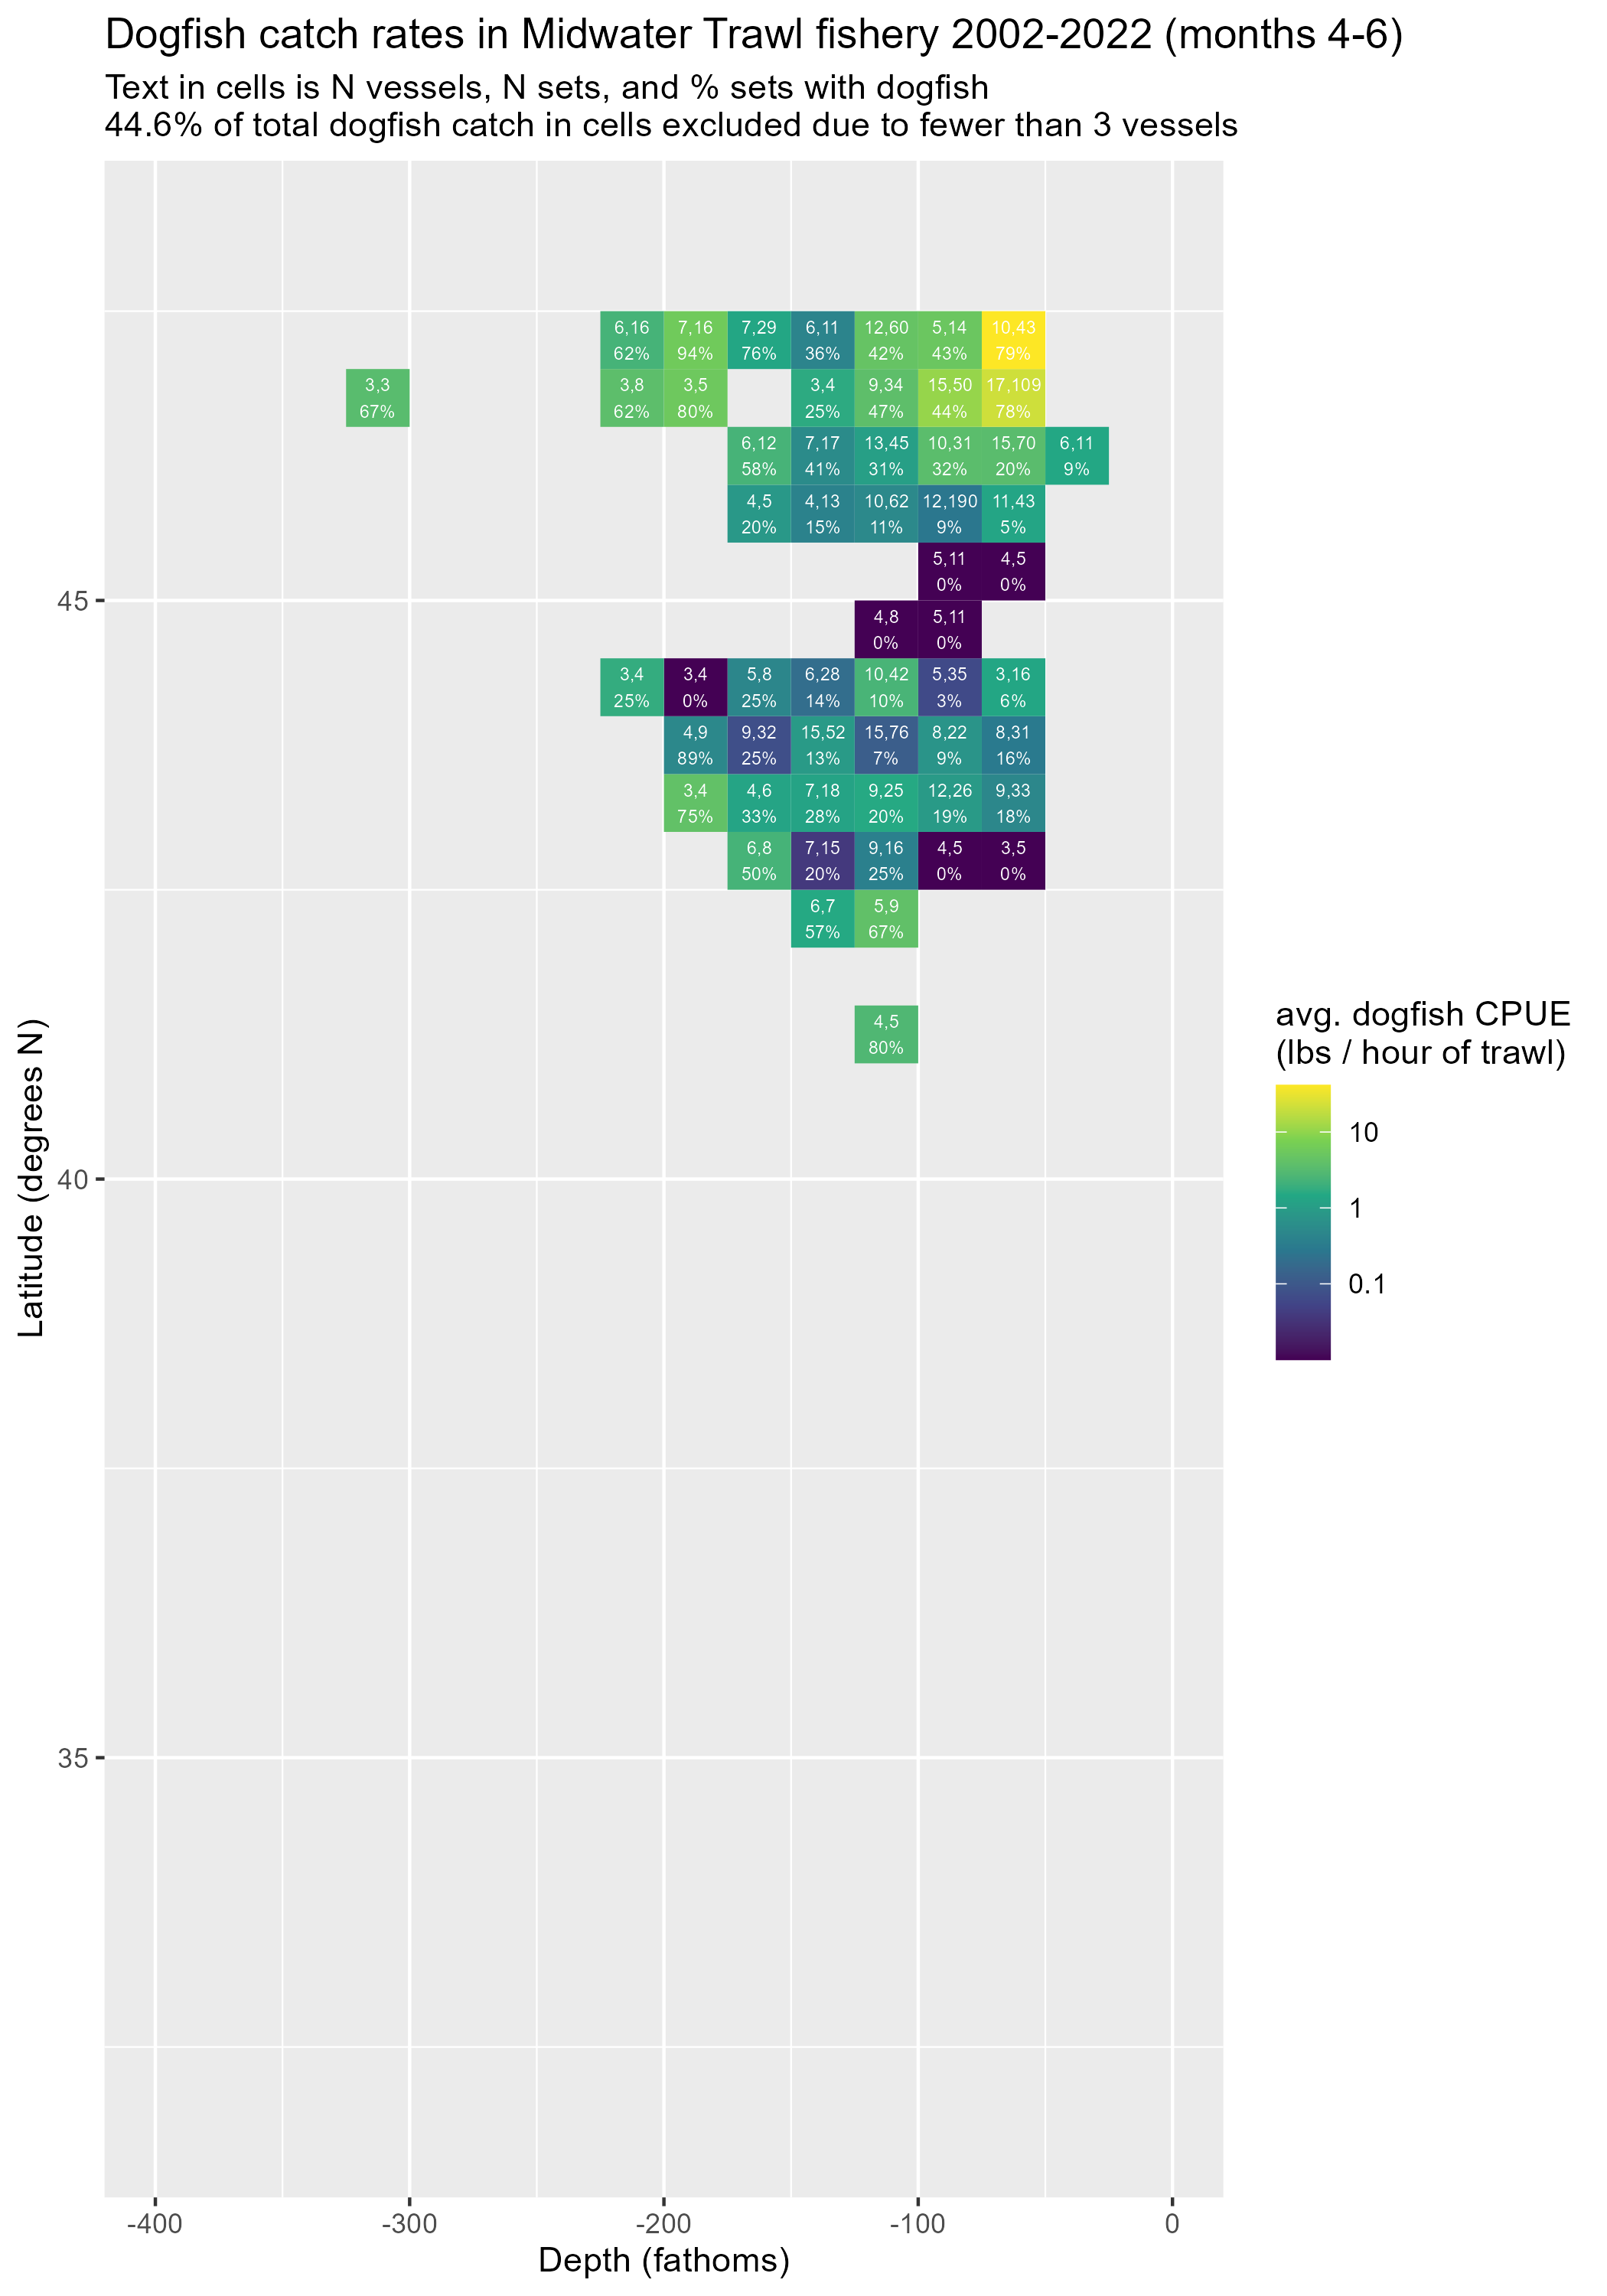 Dogfish catch rates in Midwater Trawl fishery 2002-2022 (months 4-6)
Text in cells is N vessels, N sets, and % sets with dogfish
44.6% of total dogfish catch in cells excluded due to fewer than 3 vessels
6,16 7,16 7,29 6,11 12,60 5,14 10,43
62% 94% 76% 36% 42% 43% 79%
3,3 3,8 3,5 3,4 9,34 15,50 17,109
67% 62% 80% 25% 47% 44% 78%
6,12 7,17 13,45 10,31 15,70 6,11
58% 41% 31% 32% 20% 9%
4,5 4,13 10,62 12,190 11,43
20% 15% 11% 9% 5%
5,11 4,5
0% 0%
45
4,8 5,11
0% 0%
3,4 3,4 5,8 6,28 10,42 5,35 3,16
25% 0% 25% 14% 10% 3% 6%
4,9 9,32 15,52 15,76 8,22 8,31
89% 25% 13% 7% 9% 16%
3,4 4,6 7,18 9,25 12,26 9,33
75% 33% 28% 20% 19% 18%
6,8 7,15 9,16 4,5 3,5
50% 20% 25% 0% 0%
6,7 5,9
57% 67%
4,5
80%
40
35
Latitude (degrees N)
-400 -300 -200 -100 0
Depth (fathoms)
avg. dogfish CPUE
(lbs / hour of trawl)
10
1
0.1